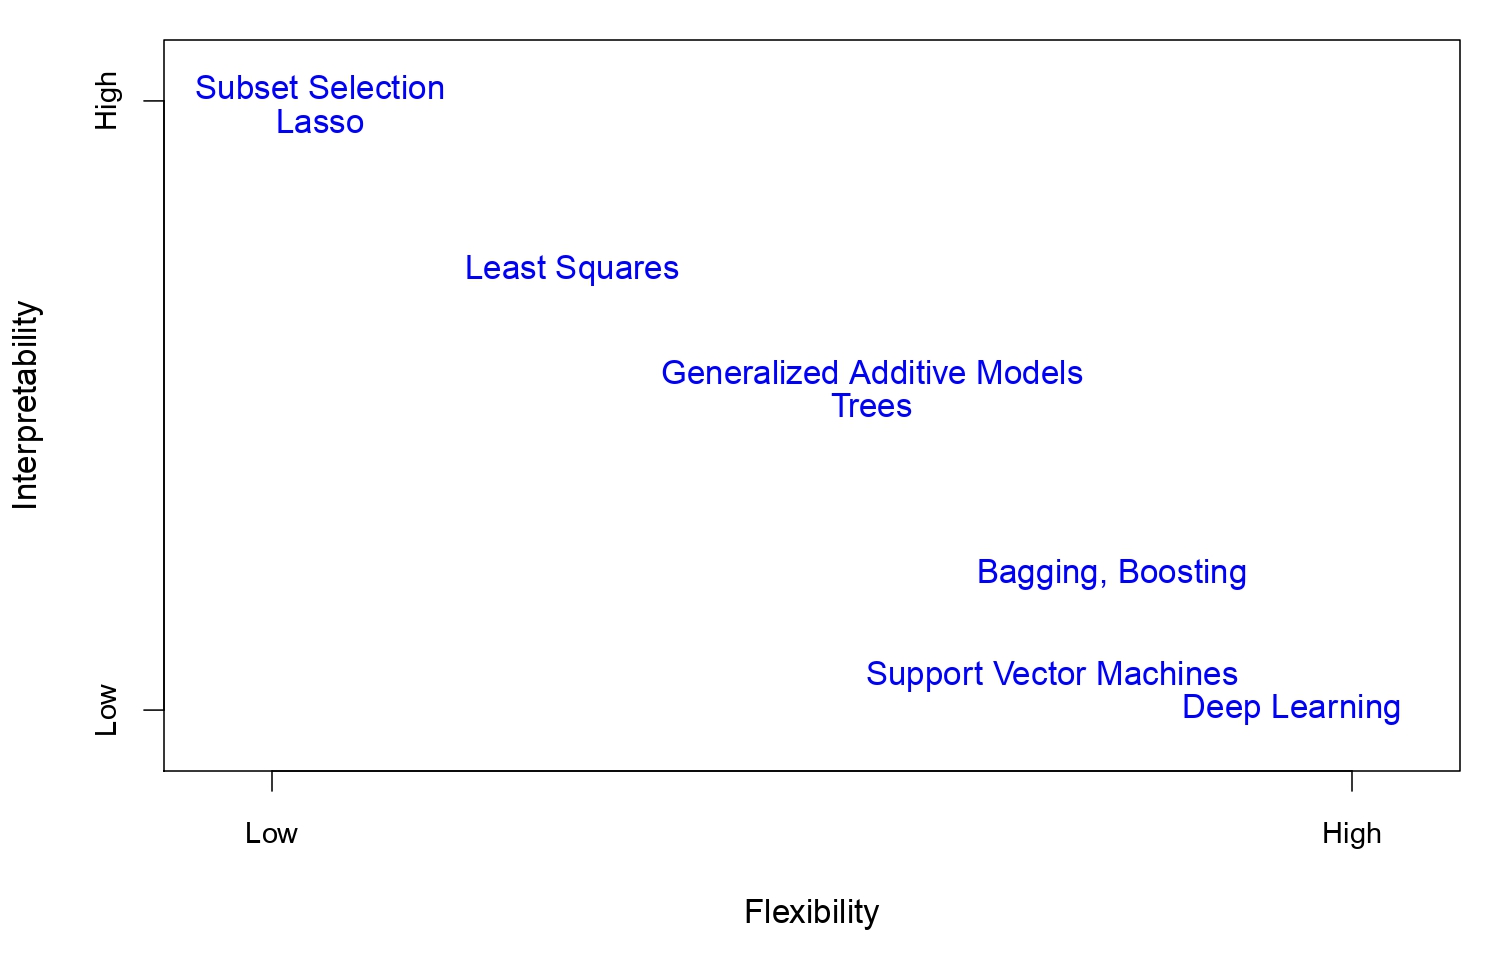 High
Subset Selection
Lasso
Least Squares
Interpretability
Generalized Additive Models
Trees
Bagging, Boosting
Support Vector Machines
Low
Deep Learning
Low
High
Flexibility